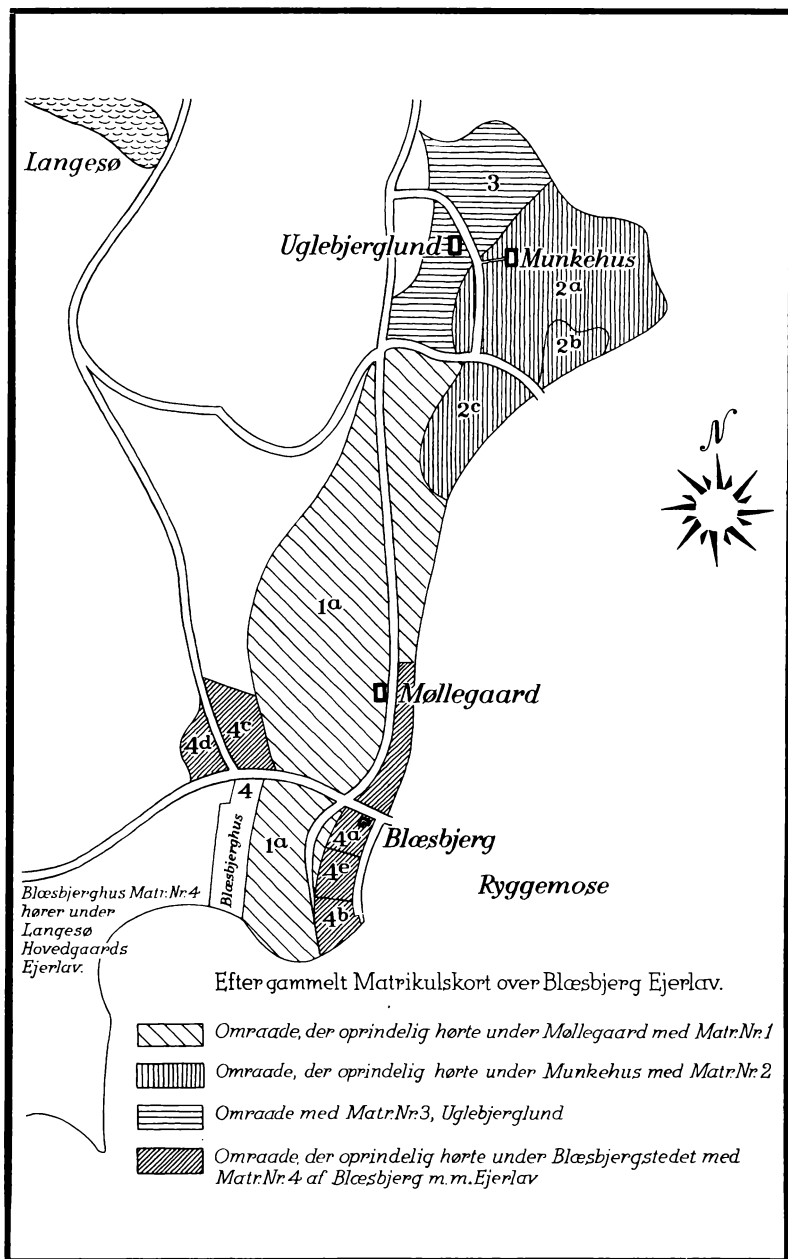 Langesø
3
Uglebjerglund
Munkehus
2a
2b
2c
N
1a
Møllegaard
4c
4d
4
Blæsbjerghus
1a
4a
Blæsbjerg
4e
4b
Ryggemose
Blæsbjerghus Matr.Nr.4
hører under
Langesø
Hovedgaards
Ejerlav.
Efter gammelt Matrikulskort over Blæsbjerg Ejerlav.
Omraade, der oprindelig hørte under Møllegaard med Matr.Nr.1
Omraade, der oprindelig hørte under Munkehus med Matr.Nr.2
Omraade med Matr.Nr.3, Uglebjerglund
Omraade, der oprindelig hørte under Blæsbjergstedet med
Matr.Nr.4 af Blæsbjerg m.m.Ejerlav